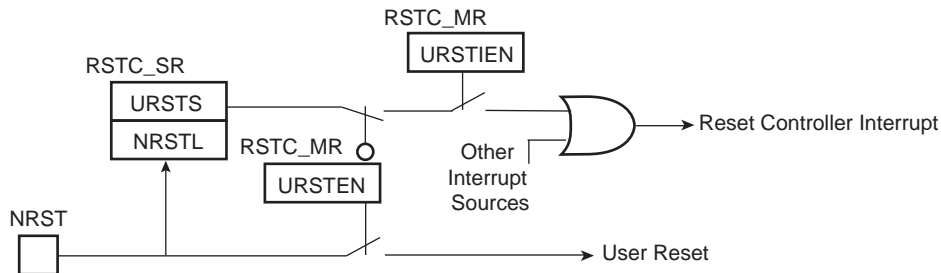 RSTC_MR
URSTIEN
RSTC_SR
URSTS
NRSTL
RSTC_MR
URSTEN
Other
Interrupt
Sources
Reset Controller Interrupt
NRST
User Reset